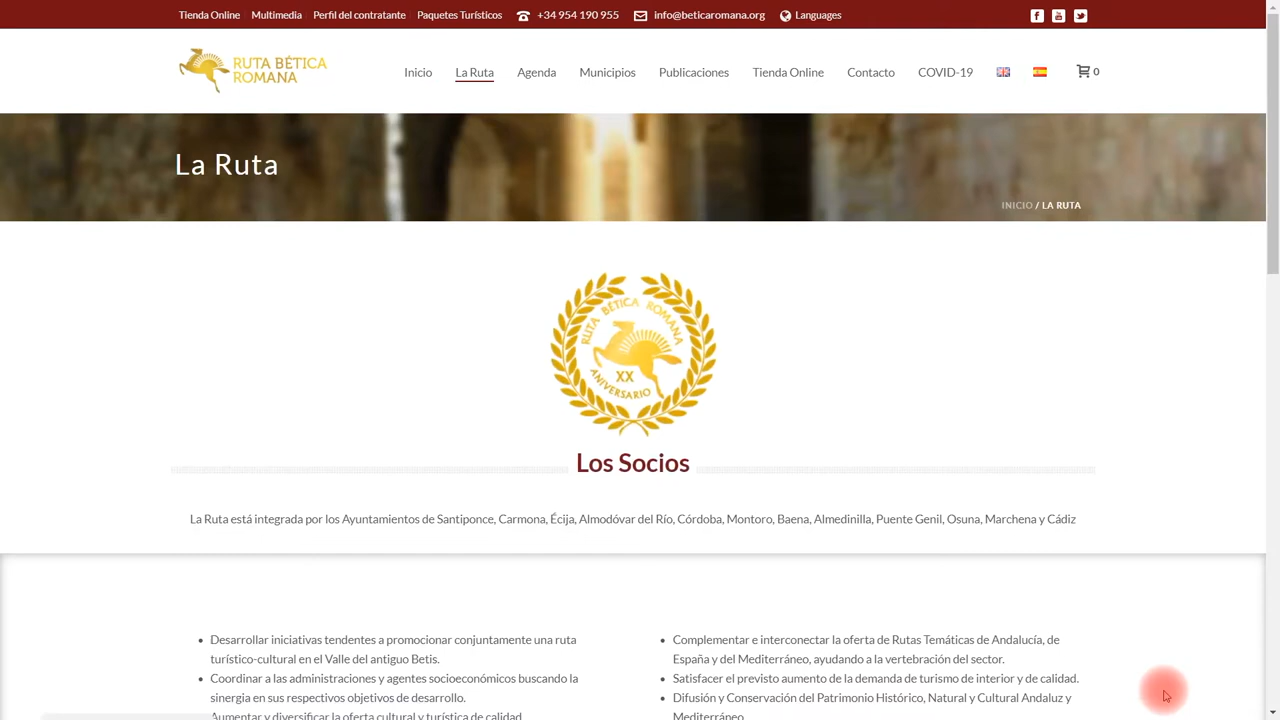 Tienda Online Multimedia Perfil del contratante Paquetes Turísticos +34 954 190 955 info@beticaromana.org Languages
RUTA BÉTICA
ROMANA
Inicio La Ruta Agenda Municipios Publicaciones Tienda Online Contacto COVID-19 0
La Ruta
INICIO / LA RUTA
RUTA BÉTICA ROMANA
XX
ANIVERSARIO
Los Socios
La Ruta está integrada por los Ayuntamientos de Santiponce, Carmona, Écija, Almodóvar del Río, Córdoba, Montoro, Baena, Almedinilla, Puente Genil, Osuna, Marchena y Cádiz
• Desarrollar iniciativas tendentes a promocionar conjuntamente una ruta
turístico-cultural en el Valle del antiguo Betis.
• Coordinar a las administraciones y agentes socioeconómicos buscando la
sinergia en sus respectivos objetivos de desarrollo.
Aumentar y diversificar la oferta cultural y turística de calidad
• Complementar e interconectar la oferta de Rutas Temáticas de Andalucía, de
España y del Mediterráneo, ayudando a la vertebración del sector.
• Satisfacer el previsto aumento de la demanda de turismo de interior y de calidad.
• Difusión y Conservación del Patrimonio Histórico, Natural y Cultural Andaluz y
Mediterráneo